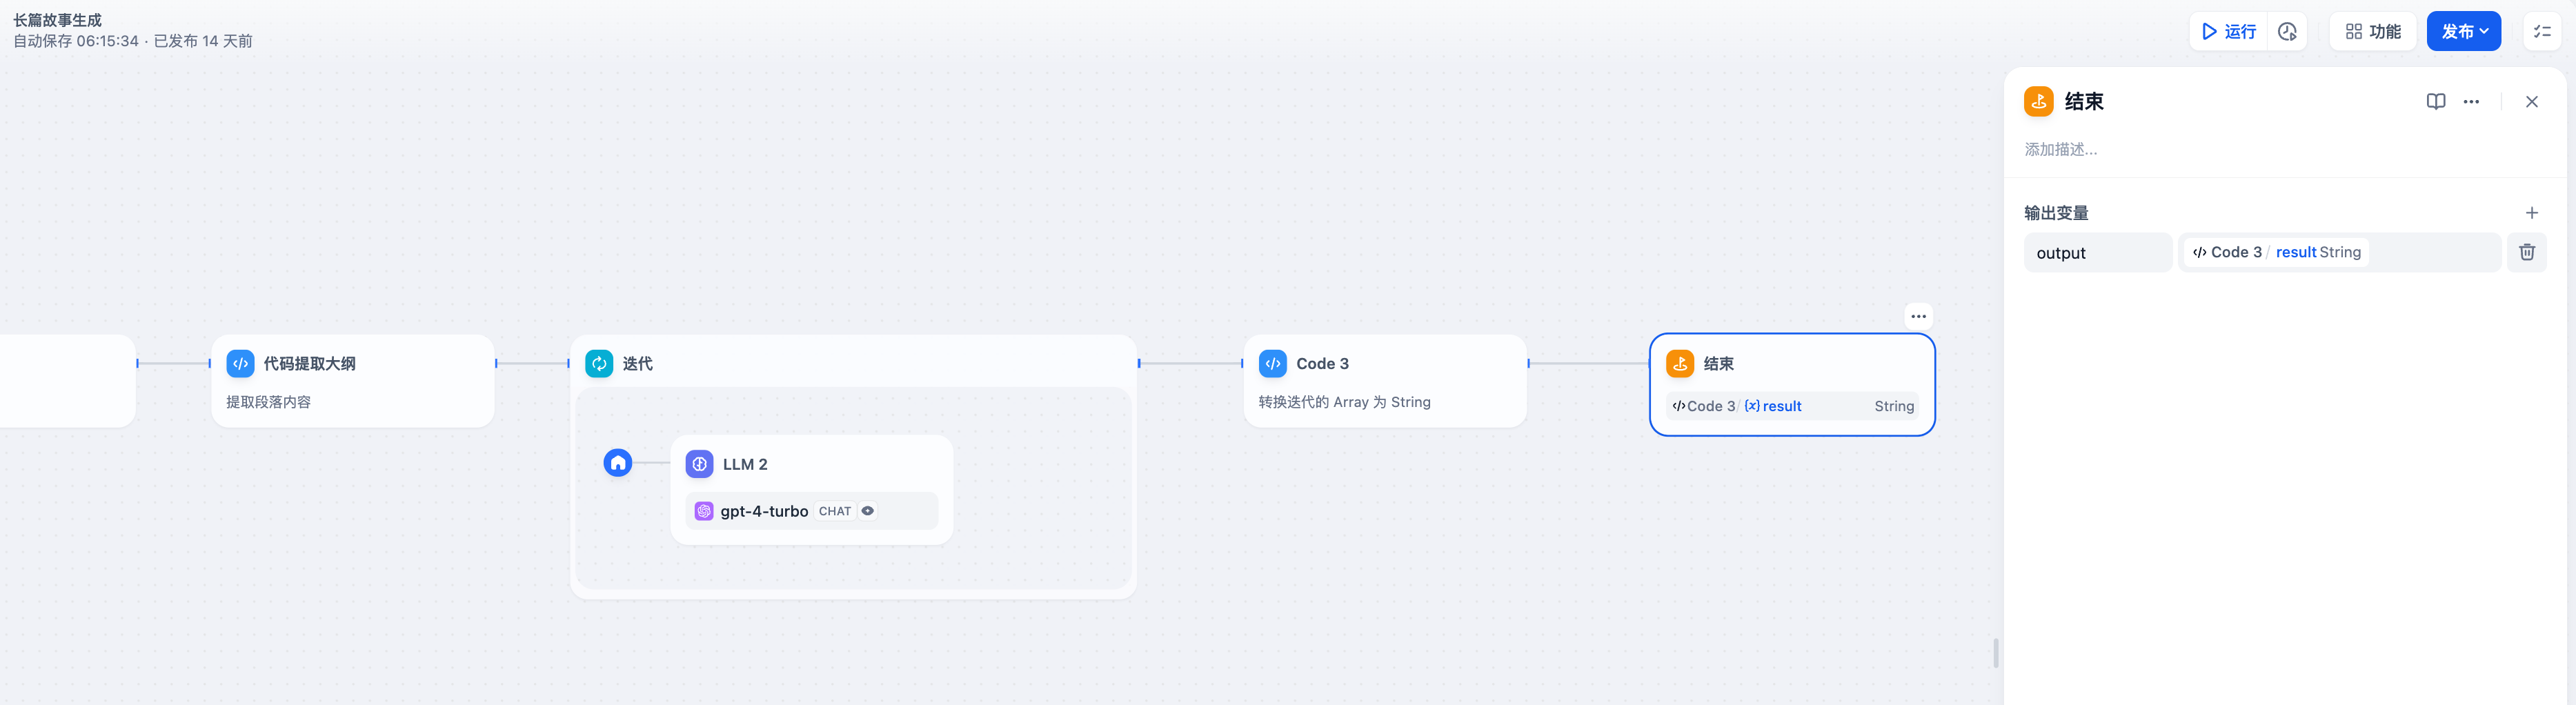 长篇故事生成
自动保存 06:15:34 · 已发布 14 天前
运行
功能
发布
结束
添加描述...
输出变量
output
Code 3 / result String
代码提取大纲
提取段落内容
迭代
LLM 2
gpt-4-turbo CHAT
Code 3
转换迭代的 Array 为 String
结束
Code 3 / {x} result String